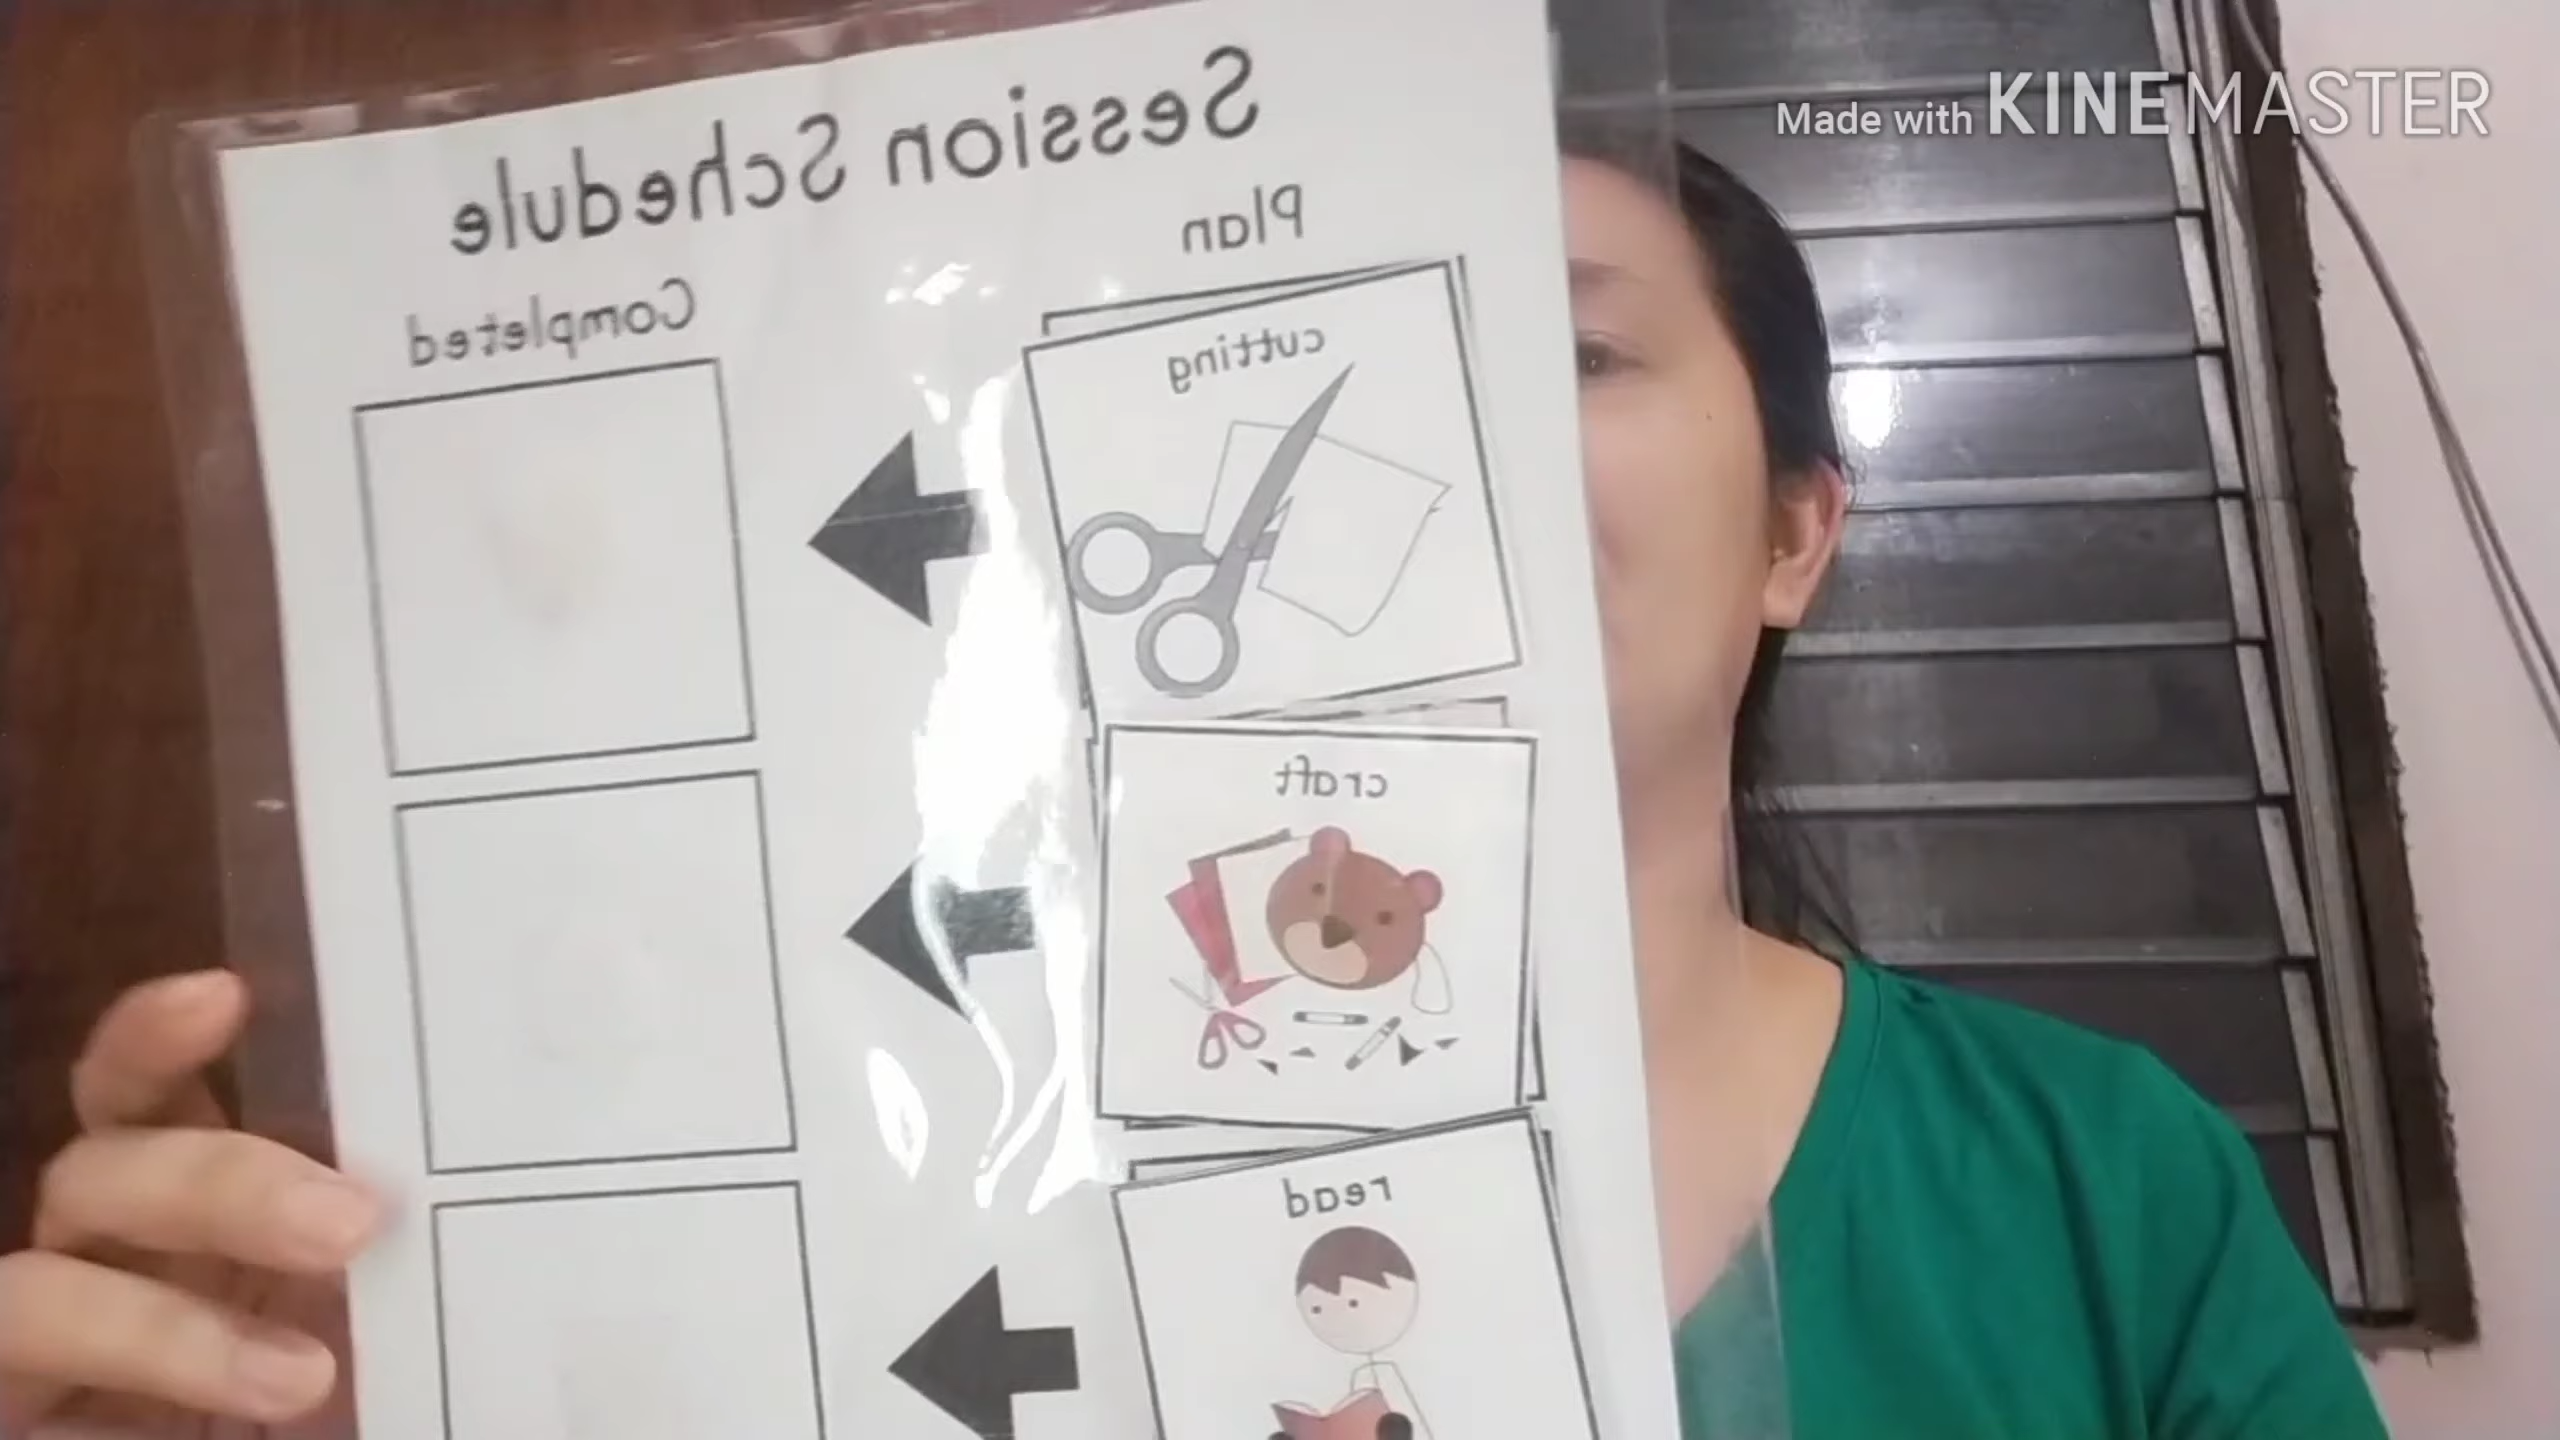 Made with KINEMASTER
Session Schedule
Plan
Completed
cutting
craft
read